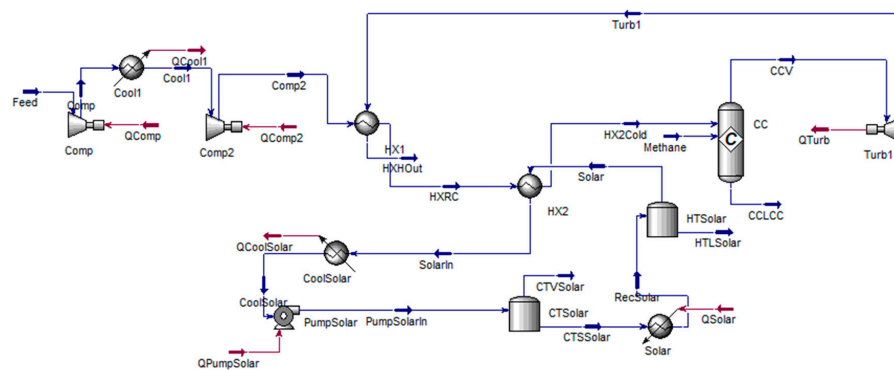 Turb1
QCool1
CCV
Cool1
Comp2
Feed
Comp
Cool1
CC
HX2Cold
QTurb
QComp
QComp2
HX1
Methane
Comp
Comp2
HXHOut
Turb1
Solar
HXRC
HX2
CCLCC
HTSolar
QCoolSolar
HTLSolar
SolarIn
CoolSolar
CTVSolar
CoolSolar
RecSolar
QSolar
PumpSolar
PumpSolarIn
CTSolar
CTSSolar
Solar
QPumpSolar